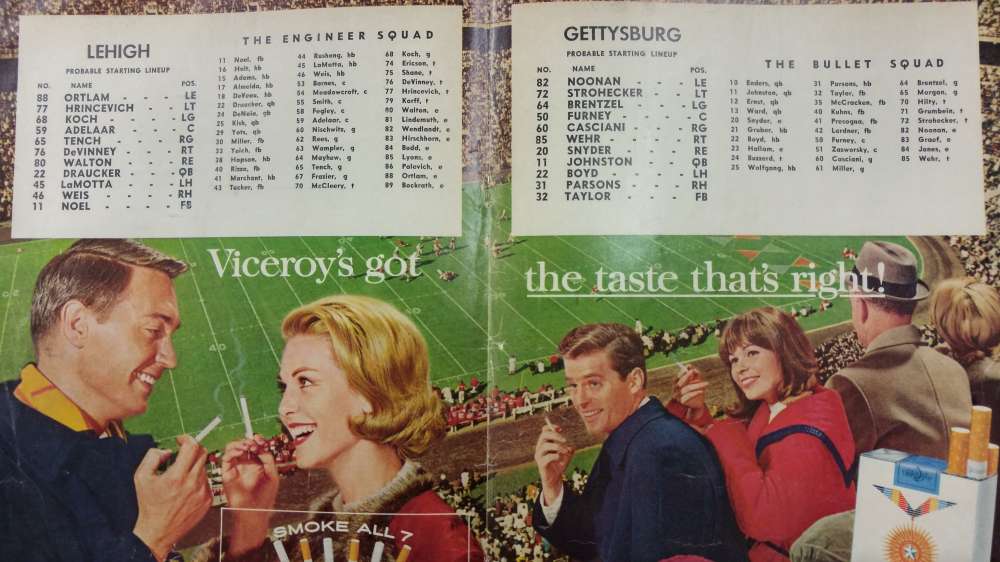 LEHIGH
PROBABLE STARTING LINEUP
NO. NAME POS.
88 ORTLAM - - - LE
77 HRINCEVICH - - LT
68 KOCH - - - - LG
59 ADELAAR - - - C
65 TENCH - - - - RG
76 DeVINNEY - - - RT
80 WALTON - - - RE
22 DRAUCKER - - QB
45 LaMOTTA - - - LH
46 WEIS - - - - RH
11 NOEL - - - - FB
THE ENGINEER SQUAD
11 Noel, fb
16 Holt, hb
15 Adams, hb
17 Almeida, hb
18 DeVeau, hb
22 Draucker, qb
24 DeNoia, qb
25 Kirk, qb
29 Yots, qb
30 Miller, fb
38 Hopson, hb
40 Rizzo, fb
41 Marchant, hb
43 Tucker, fb
44 Rushong, hb
45 LaMotta, hb
46 Weis, hb
53 Barnes, c
54 Meadowcroft, c
55 Smith, c
58 Fegley, c
59 Adelaar, c
60 Nischwitz, g
62 Rees, g
63 Wampler, g
64 Mayhew, g
65 Tench, g
67 Frazier, g
70 McCleery, t
68 Koch, g
74 Ericson, t
75 Shane, t
76 DeVinney, t
77 Hrincevich, t
79 Korff, t
80 Walton, e
81 Lindemuth, e
82 Wendlandt, e
83 Hirschborn, e
84 Budd, e
85 Lyons, e
86 Polovich, e
88 Ortlam, e
89 Bockrath, e
GETTYSBURG
PROBABLE STARTING LINEUP
NO. NAME POS.
82 NOONAN - - - LE
72 STROHECKER - - LT
64 BRENTZEL - - - LG
50 FURNEY - - - - C
60 CASCIANI - - - RG
85 WEHR - - - - RT
20 SNYDER - - - RE
11 JOHNSTON - - QB
22 BOYD - - - - LH
31 PARSONS - - - RH
32 TAYLOR - - - FB
THE BULLET SQUAD
10 Enders, qb
11 Johnston, qb
12 Ernst, qb
13 Ward, qb
20 Snyder, e
21 Gruber, hb
22 Boyd, hb
23 Hallam, e
24 Buzzard, t
25 Wolfgang, hb
31 Parsons, hb
32 Taylor, fb
35 McCracken, fb
40 Kuhns, fb
41 Presogna, fb
42 Lardner, fb
50 Furney, c
51 Zaworsky, c
60 Casciani, g
61 Miller, g
64 Brentzel, g
65 Morgan, g
70 Hilty, t
71 Grumbein, t
72 Strohecker, t
82 Noonan, e
83 Graef, e
84 Jones, e
85 Wehr, t
Viceroy's got
the taste that's right!
SMOKE ALL 7